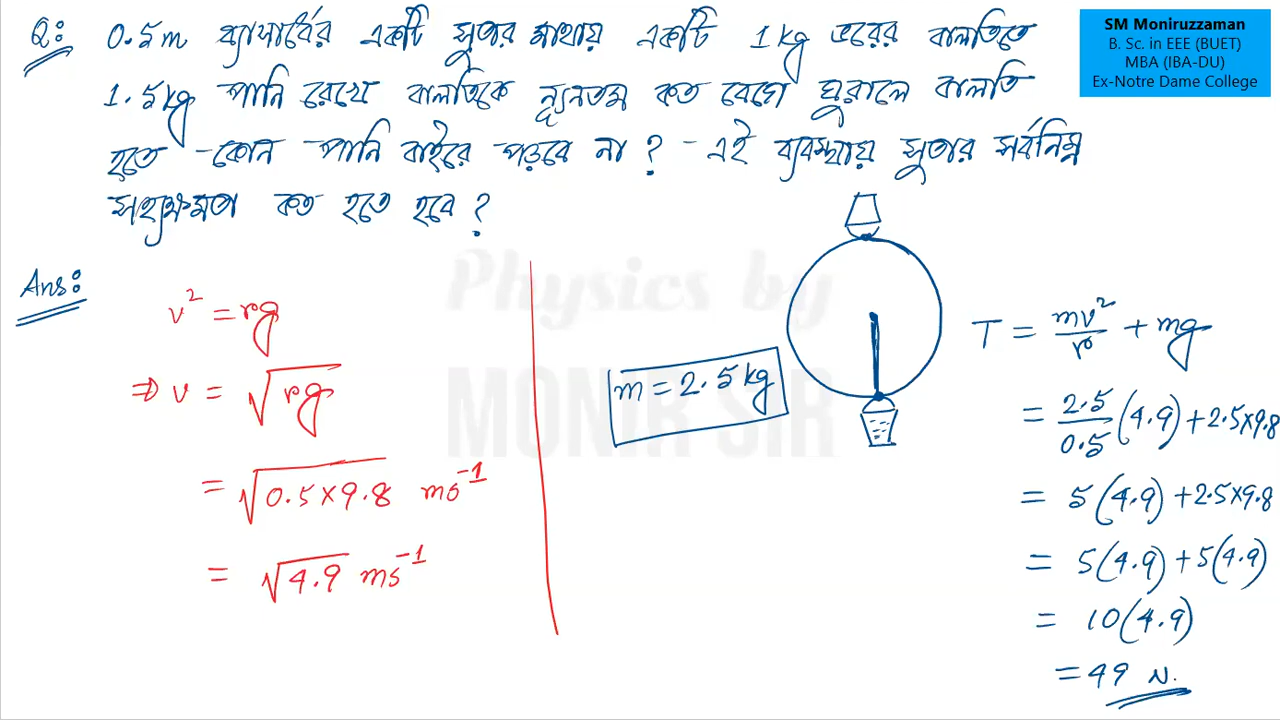 Q: 0.5m ব্যাসার্ধের একটি সুতার মাথায় একটি 1kg ভরের বালতিতে
1.5kg পানি রেখে বালতিকে ন্যূনতম কত বেগে ঘুরালে বালতি
হতে কোন পানি বাইরে পড়বে না? - এই ব্যবস্থায় সুতার সর্বনিম্ন
সহ্যক্ষমতা কত হতে হবে?
SM Moniruzzaman
B. Sc. in EEE (BUET)
MBA (IBA-DU)
Ex-Notre Dame College
Physics by
MONIR SIR
Ans:
v² = rg
⇒ v = √rg
= √0.5×9.8 ms⁻¹
= √4.9 ms⁻¹
m = 2.5 kg
T = mv²/r + mg
= 2.5/0.5 (4.9) + 2.5×9.8
= 5(4.9) + 2.5×9.8
= 5(4.9) + 5(4.9)
= 10(4.9)
= 49 N.